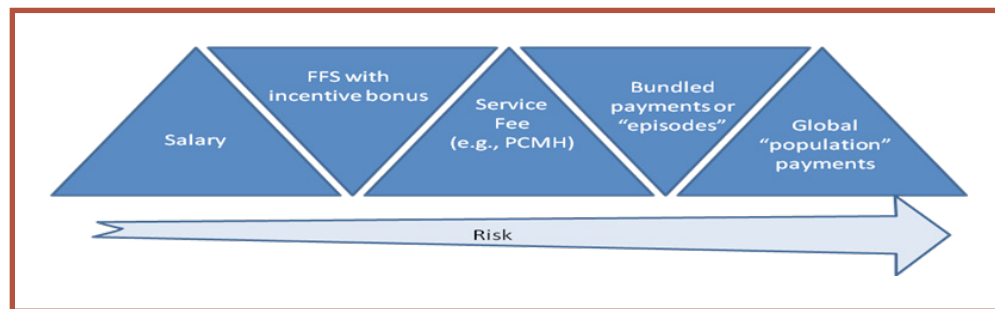 Salary
FFS with
incentive bonus
Service
Fee
(e.g., PCMH)
Bundled
payments or
“episodes”
Global
“population”
payments
Risk